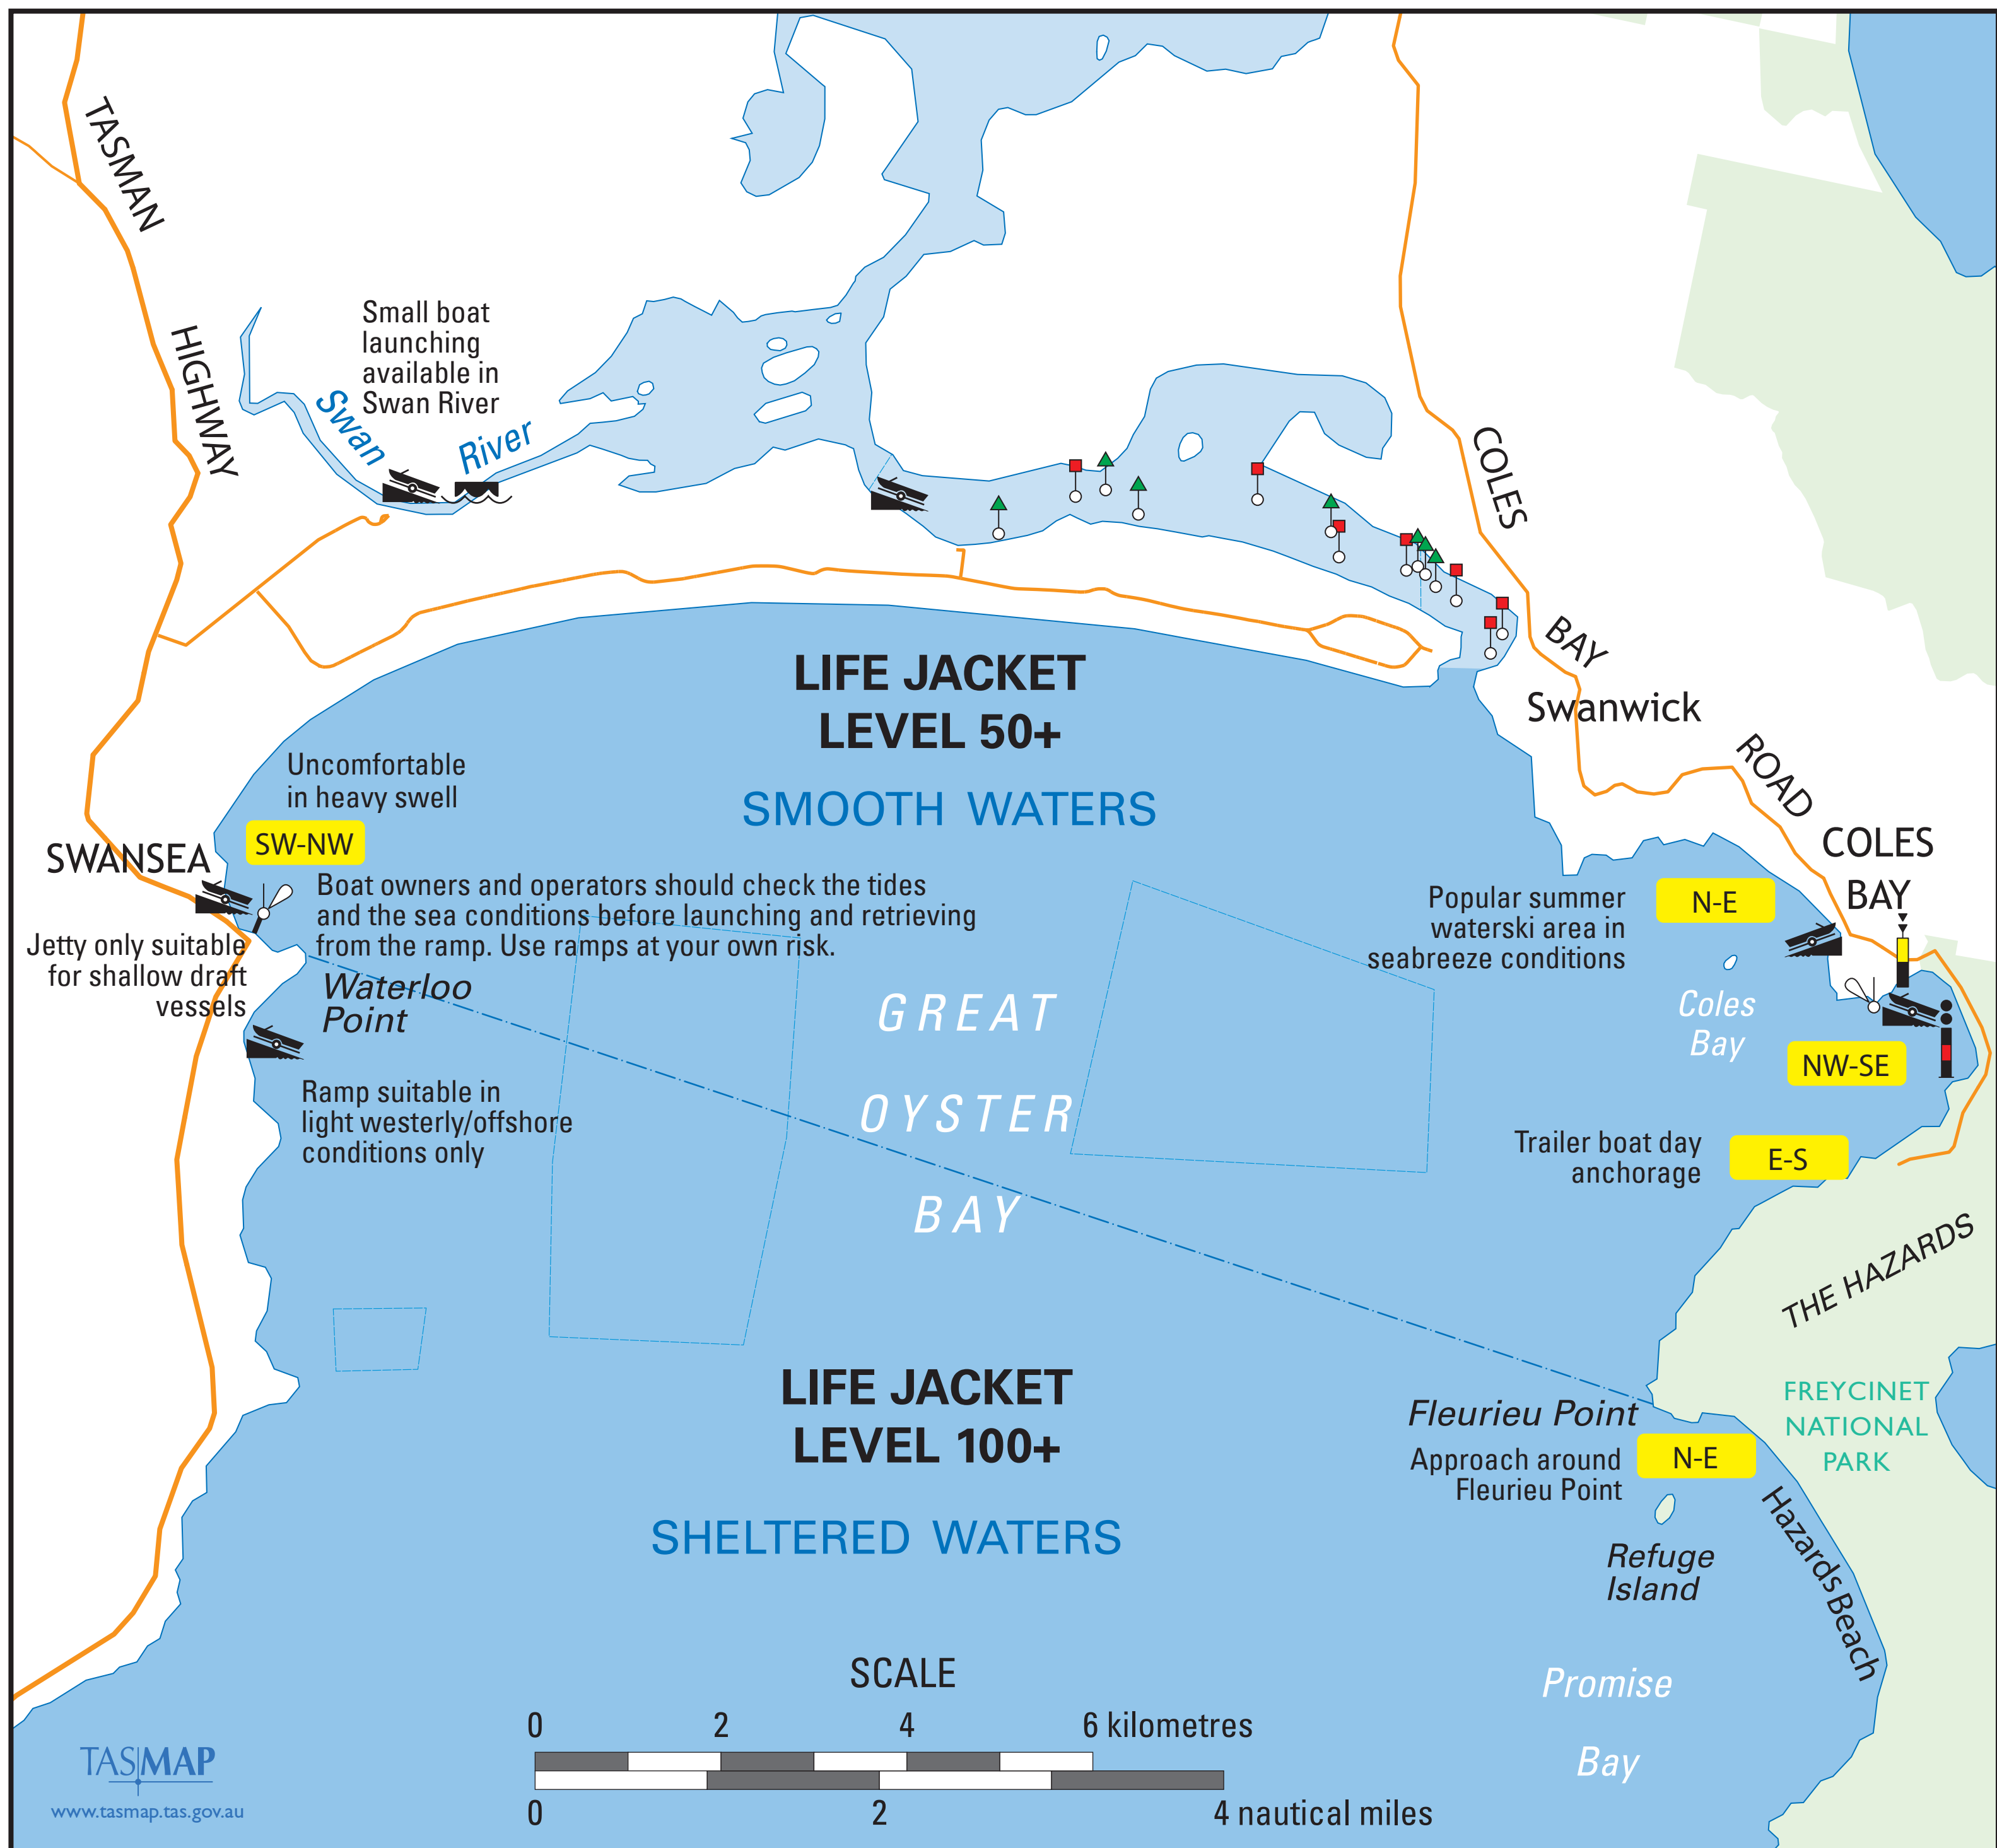 TASMAN
HIGHWAY
Small boat
launching
available in
Swan River
Swan
River
COLES
BAY
ROAD
Swanwick
LIFE JACKET
LEVEL 50+
SMOOTH WATERS
Uncomfortable
in heavy swell
SW-NW
SWANSEA
Boat owners and operators should check the tides
and the sea conditions before launching and retrieving
from the ramp. Use ramps at your own risk.
Jetty only suitable
for shallow draft
vessels
Waterloo
Point
Ramp suitable in
light westerly/offshore
conditions only
GREAT
OYSTER
BAY
COLES
BAY
Popular summer
waterski area in
seabreeze conditions
N-E
Coles
Bay
NW-SE
Trailer boat day
anchorage
E-S
THE HAZARDS
FREYCINET
NATIONAL
PARK
LIFE JACKET
LEVEL 100+
SHELTERED WATERS
Fleurieu Point
Approach around
Fleurieu Point
N-E
Refuge
Island
Hazards Beach
Promise
Bay
SCALE
0 2 4 6 kilometres
0 2 4 nautical miles
TASMAP
www.tasmap.tas.gov.au